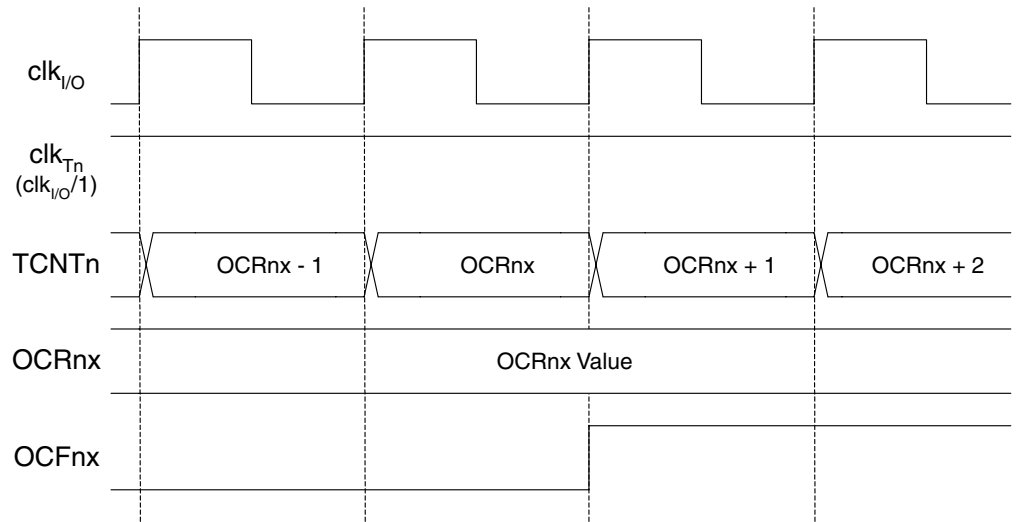 clkI/O
clkTn
(clkI/O/1)
TCNTn
OCRnx - 1
OCRnx
OCRnx + 1
OCRnx + 2
OCRnx
OCRnx Value
OCFnx